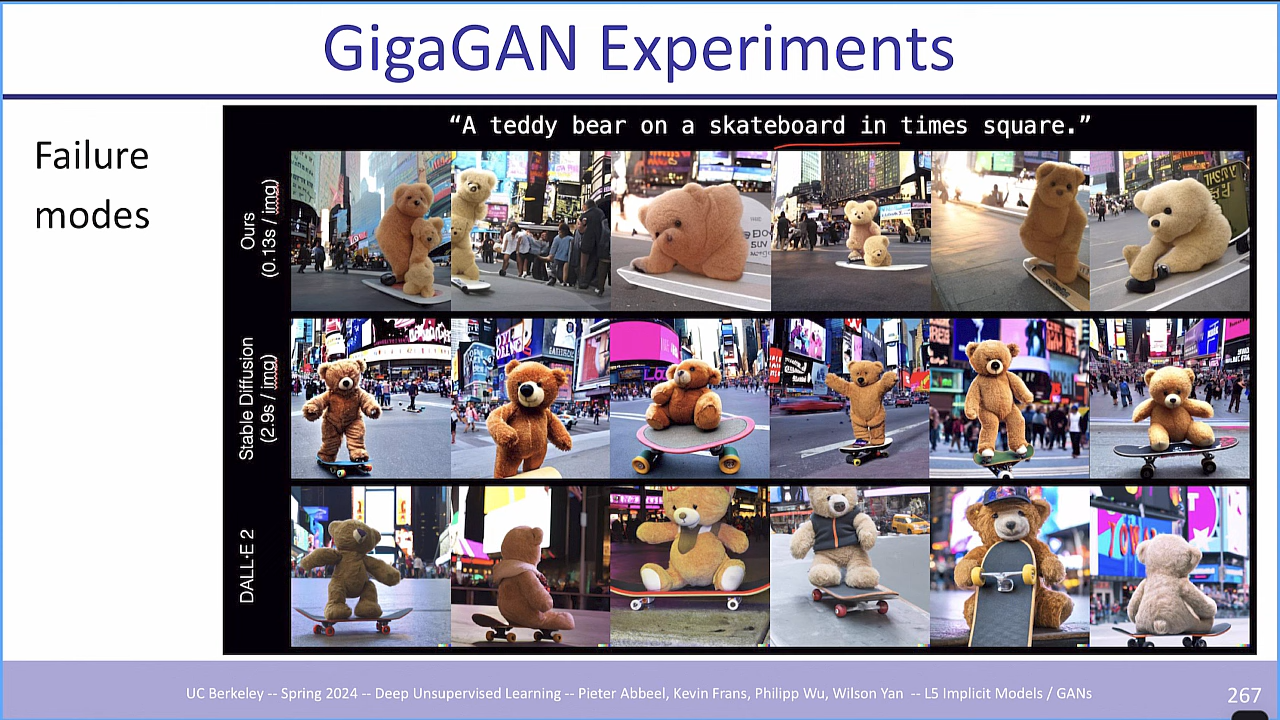 GigaGAN Experiments
Failure
modes
“A teddy bear on a skateboard in times square.”
Ours
(0.13s / img)
Stable Diffusion
(2.9s / img)
DALL·E 2
UC Berkeley -- Spring 2024 -- Deep Unsupervised Learning -- Pieter Abbeel, Kevin Frans, Philipp Wu, Wilson Yan -- L5 Implicit Models / GANs
267